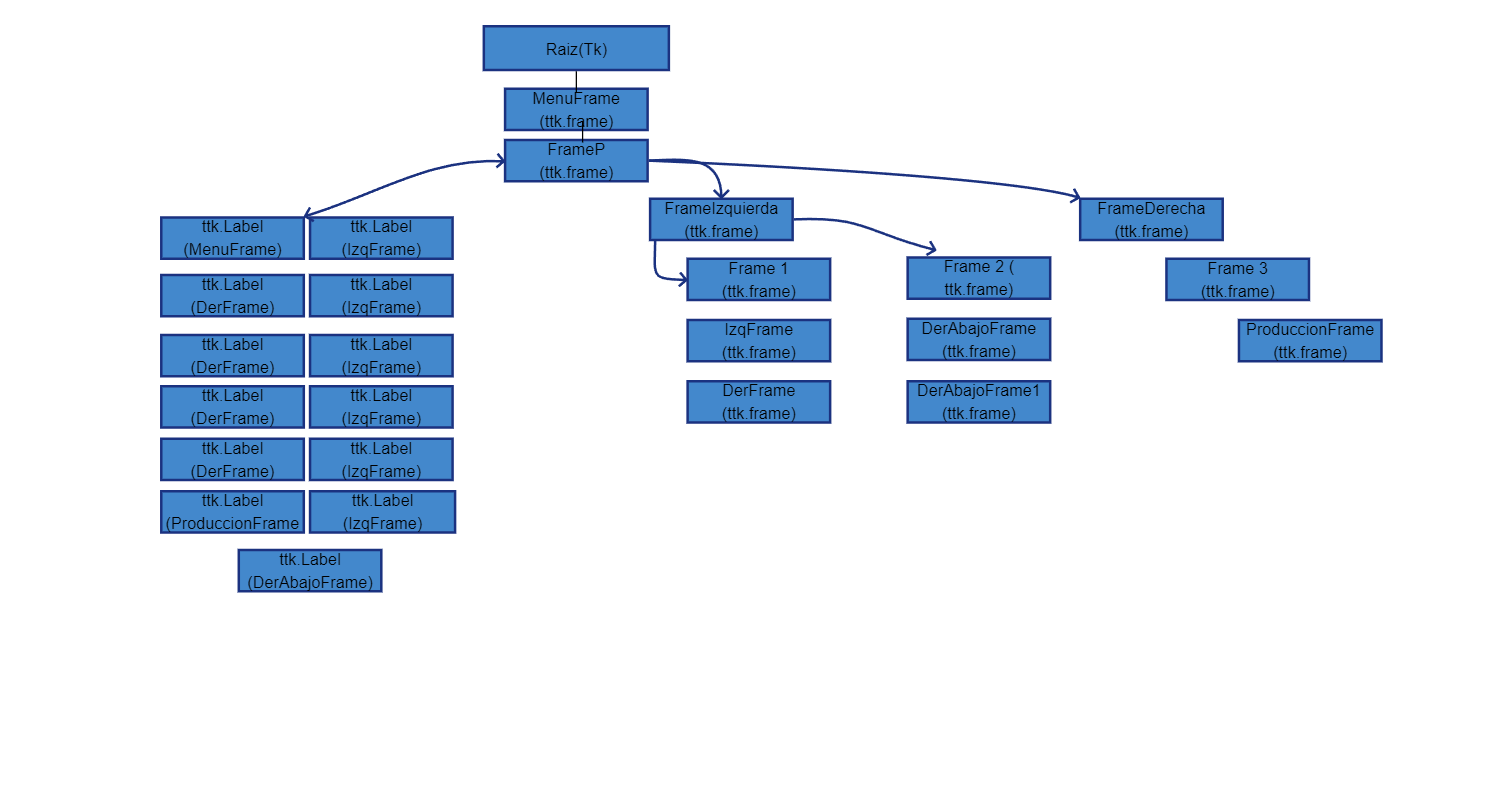 Raiz(Tk)
MenuFrame
(ttk.frame)
FrameP
(ttk.frame)
ttk.Label
(MenuFrame)
ttk.Label
(IzqFrame)
ttk.Label
(DerFrame)
ttk.Label
(IzqFrame)
ttk.Label
(DerFrame)
ttk.Label
(IzqFrame)
ttk.Label
(DerFrame)
ttk.Label
(IzqFrame)
ttk.Label
(DerFrame)
ttk.Label
(IzqFrame)
ttk.Label
(ProduccionFrame
ttk.Label
(IzqFrame)
ttk.Label
(DerAbajoFrame)
FrameIzquierda
(ttk.frame)
Frame 1
(ttk.frame)
IzqFrame
(ttk.frame)
DerFrame
(ttk.frame)
Frame 2 (
ttk.frame)
DerAbajoFrame
(ttk.frame)
DerAbajoFrame1
(ttk.frame)
FrameDerecha
(ttk.frame)
Frame 3
(ttk.frame)
ProduccionFrame
(ttk.frame)